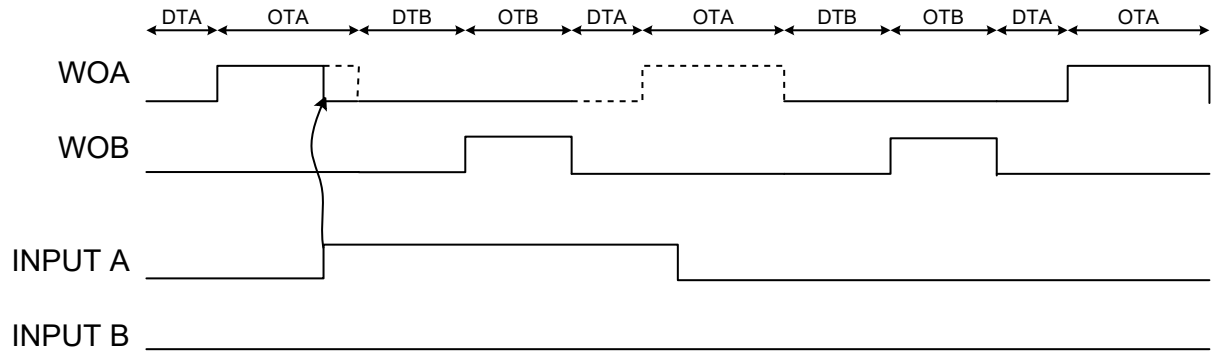 DTA OTA DTB OTB DTA OTA DTB OTB DTA OTA
WOA
WOB
INPUT A
INPUT B